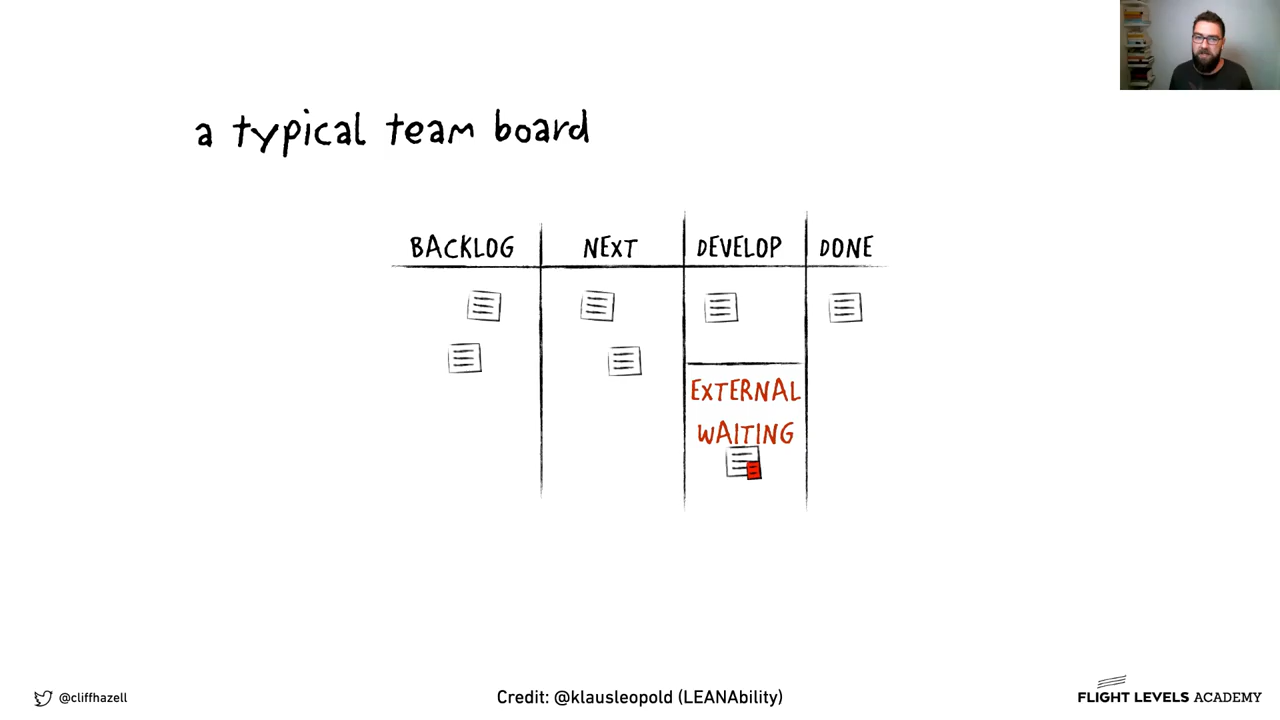 a typical team board
BACKLOG
NEXT
DEVELOP
DONE
EXTERNAL
WAITING
@cliffhazell
Credit: @klausleopold (LEANability)
FLIGHT LEVELS ACADEMY